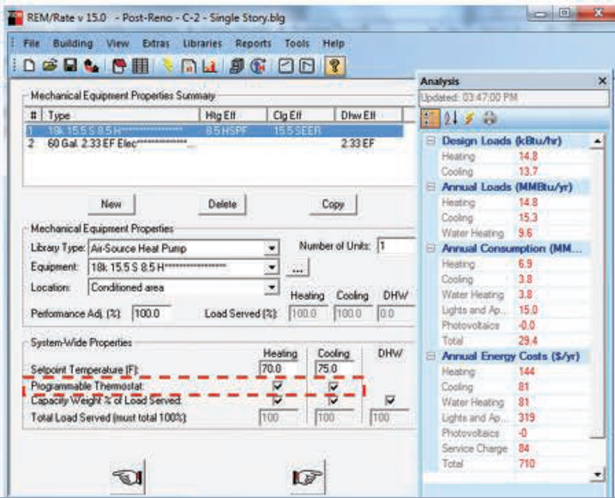 REM/Rate v 15.0 - Post-Reno - C-2 - Single Story.blg
File Building View Extras Libraries Reports Tools Help
Mechanical Equipment Properties Summary
# Type Htg Eff Clg Eff Dhw Eff
1 18k 15.5 S 8.5 H**************** 8.5 HSPF 15.5 SEER
2 60 Gal. 2.33 EF Elec**************... 2.33 EF
New Delete Copy
Mechanical Equipment Properties
Library Type: Air-Source Heat Pump Number of Units: 1
Equipment: 18k 15.5 S 8.5 H****************** ...
Location: Conditioned area
Heating Cooling DHW
Performance Adj. (%): 100.0 Load Served (%): 100.0 100.0 0.0
System-Wide Properties
Heating Cooling DHW
Setpoint Temperature (F): 70.0 75.0
Programmable Thermostat:
Capacity Weight % of Load Served:
Total Load Served (must total 100%): 100 100 100
Analysis
Updated: 03:47:00 PM
Design Loads (kBtu/hr)
Heating 14.8
Cooling 13.7
Annual Loads (MMBtu/yr)
Heating 14.8
Cooling 15.3
Water Heating 9.6
Annual Consumption (MM...
Heating 6.9
Cooling 3.8
Water Heating 3.8
Lights and Ap... 15.0
Photovoltaics -0.0
Total 29.4
Annual Energy Costs ($/yr)
Heating 144
Cooling 81
Water Heating 81
Lights and Ap... 319
Photovoltaics -0
Service Charge 84
Total 710